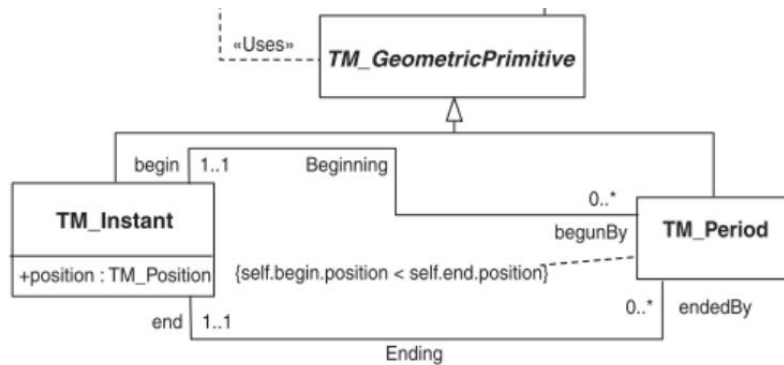 «Uses»
TM_GeometricPrimitive
begin
1..1
Beginning
0..*
TM_Instant
begunBy
TM_Period
+position : TM_Position
{self.begin.position < self.end.position}
end
1..1
0..*
endedBy
Ending